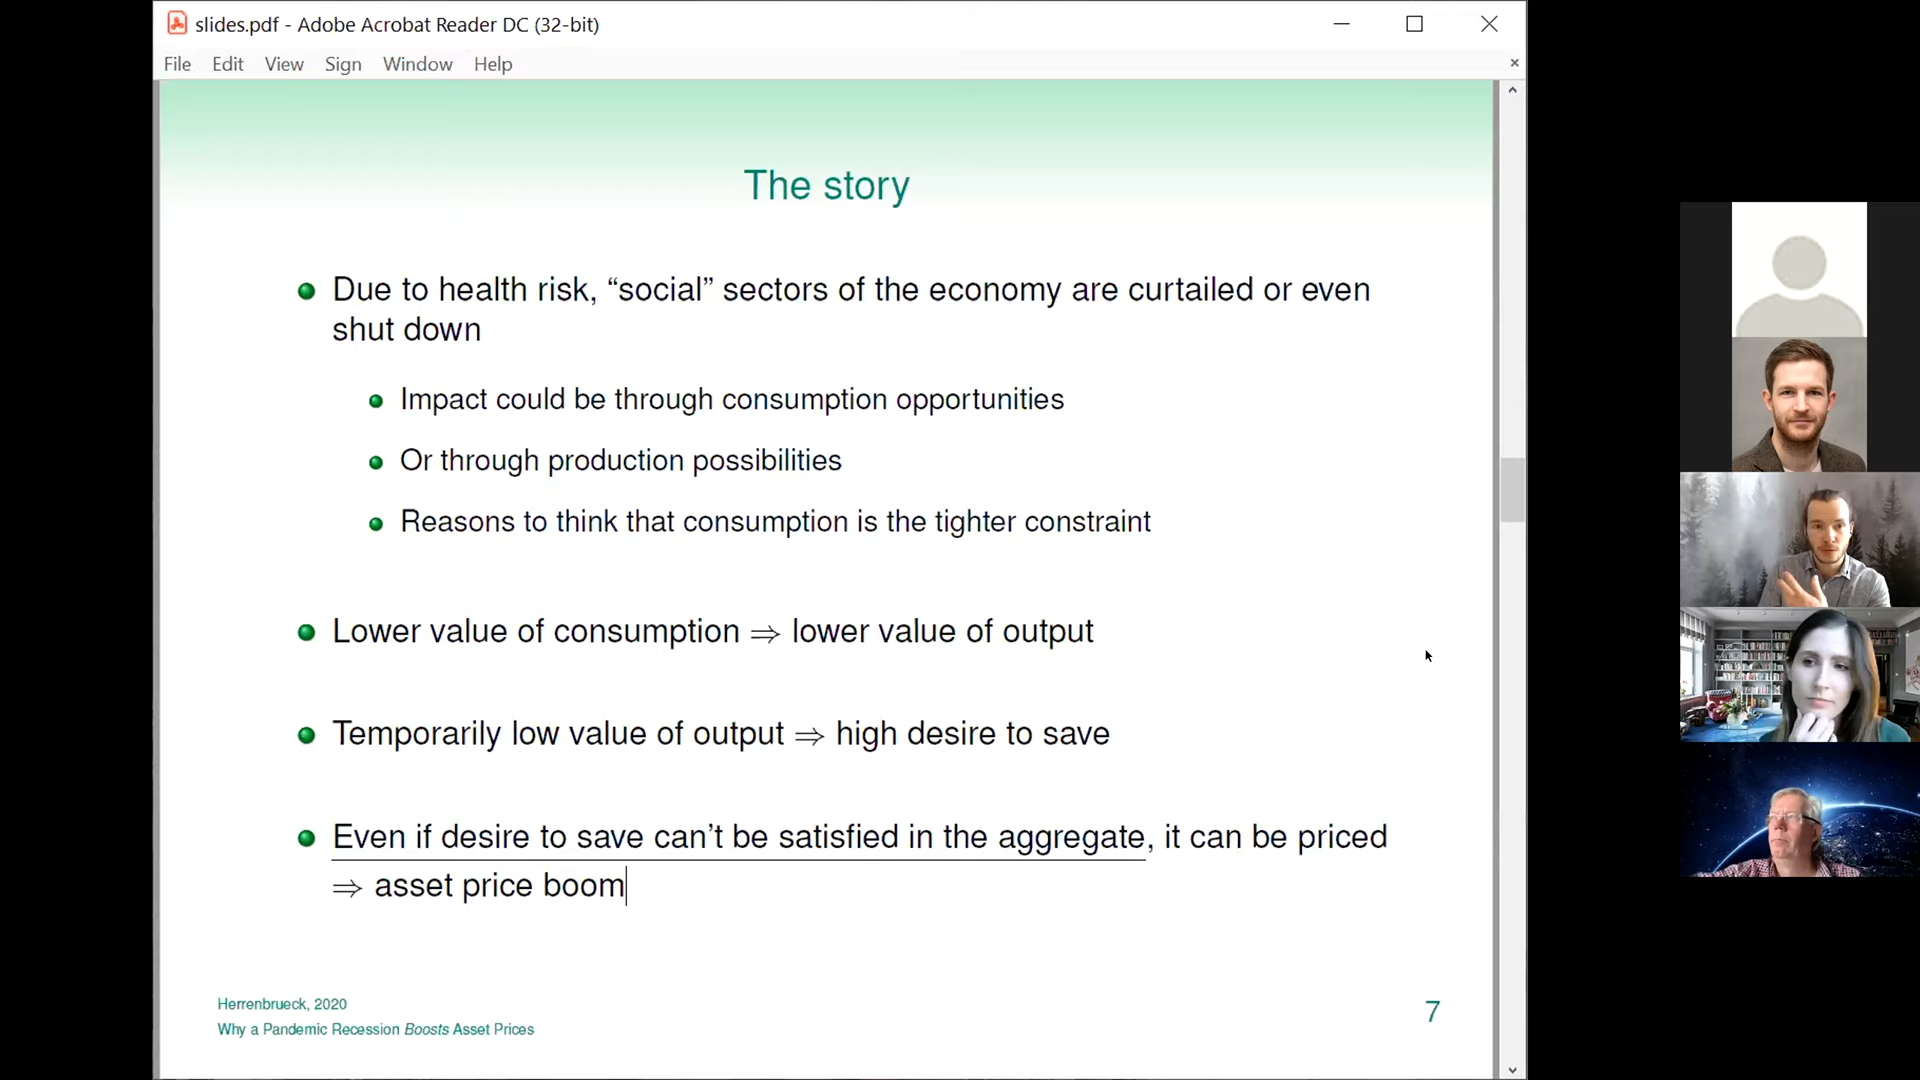 slides.pdf - Adobe Acrobat Reader DC (32-bit)
File Edit View Sign Window Help
The story
Due to health risk, “social” sectors of the economy are curtailed or even
shut down
Impact could be through consumption opportunities
Or through production possibilities
Reasons to think that consumption is the tighter constraint
Lower value of consumption ⇒ lower value of output
Temporarily low value of output ⇒ high desire to save
Even if desire to save can’t be satisfied in the aggregate, it can be priced
⇒ asset price boom
Herrenbrueck, 2020
Why a Pandemic Recession Boosts Asset Prices
7